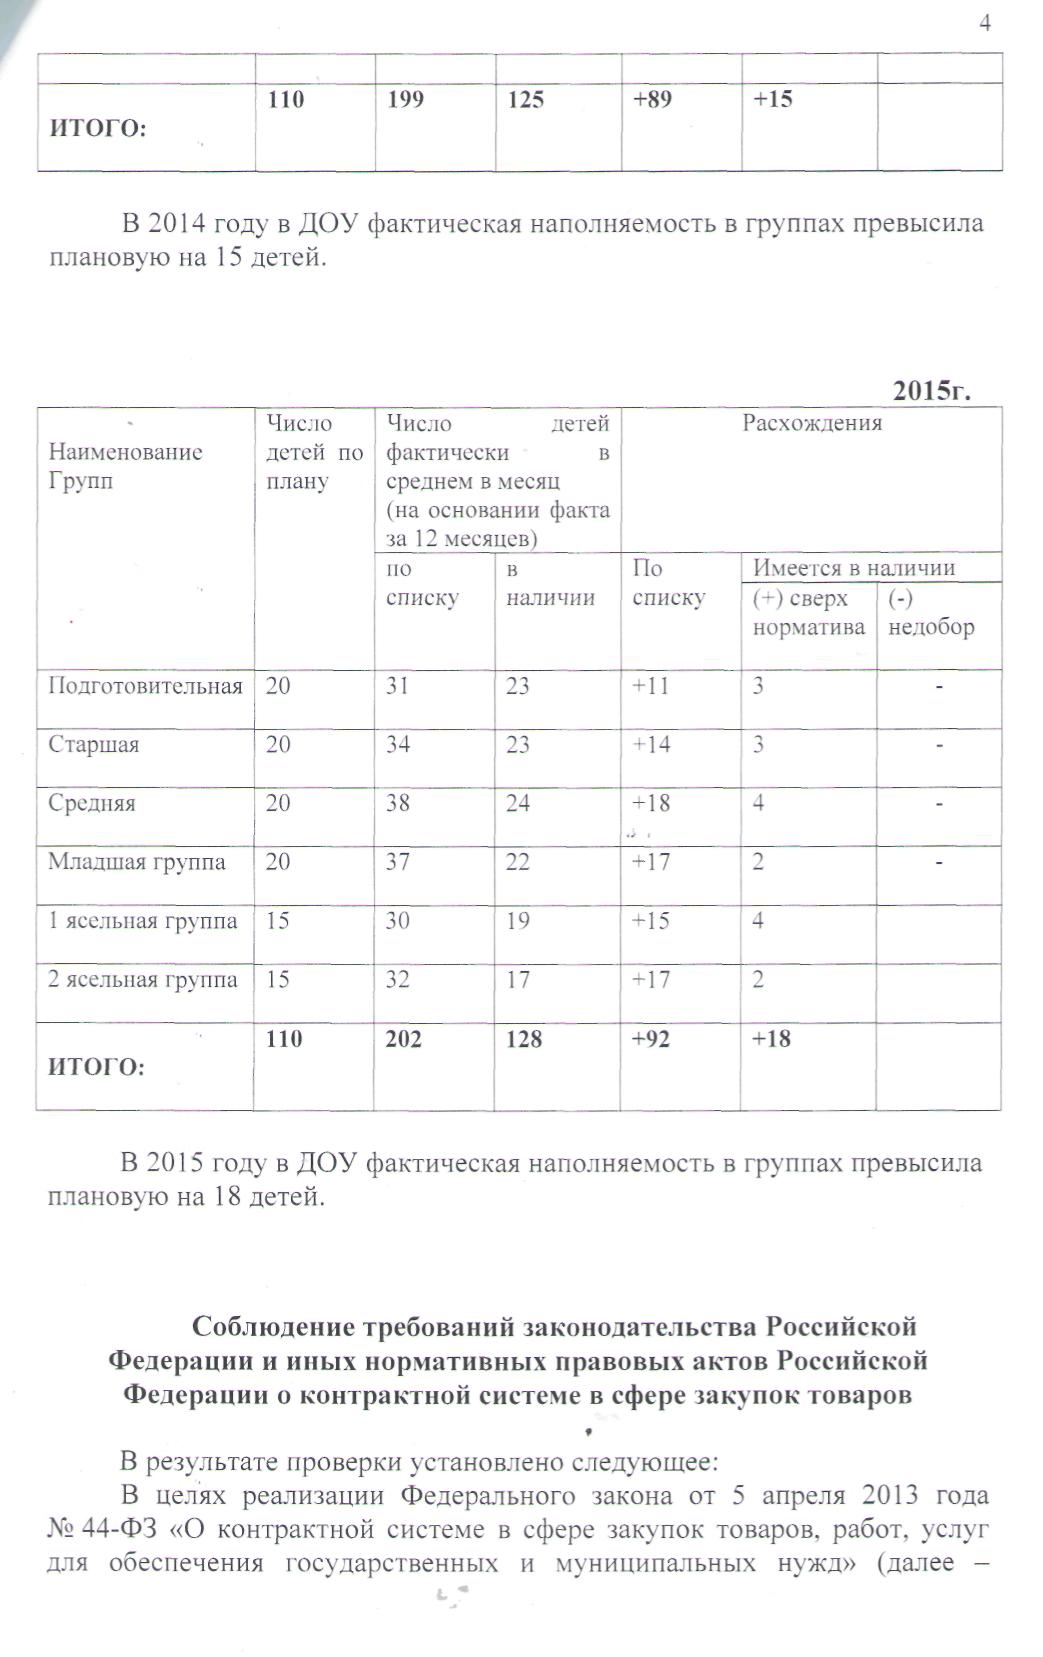 4
ИТОГО: 110 199 125 +89 +15
В 2014 году в ДОУ фактическая наполняемость в группах превысила
плановую на 15 детей.
2015г.
Наименование Групп
Число детей по плану
Число детей
фактически в
среднем в месяц
(на основании факта
за 12 месяцев)
Расхождения
по списку
в наличии
По списку
Имеется в наличии
(+) сверх норматива
(-) недобор
Подготовительная 20 31 23 +11 3 -
Старшая 20 34 23 +14 3 -
Средняя 20 38 24 +18 4 -
Младшая группа 20 37 22 +17 2 -
1 ясельная группа 15 30 19 +15 4
2 ясельная группа 15 32 17 +17 2
ИТОГО: 110 202 128 +92 +18
В 2015 году в ДОУ фактическая наполняемость в группах превысила
плановую на 18 детей.
Соблюдение требований законодательства Российской
Федерации и иных нормативных правовых актов Российской
Федерации о контрактной системе в сфере закупок товаров
В результате проверки установлено следующее:
В целях реализации Федерального закона от 5 апреля 2013 года
№ 44-ФЗ «О контрактной системе в сфере закупок товаров, работ, услуг
для обеспечения государственных и муниципальных нужд» (далее –